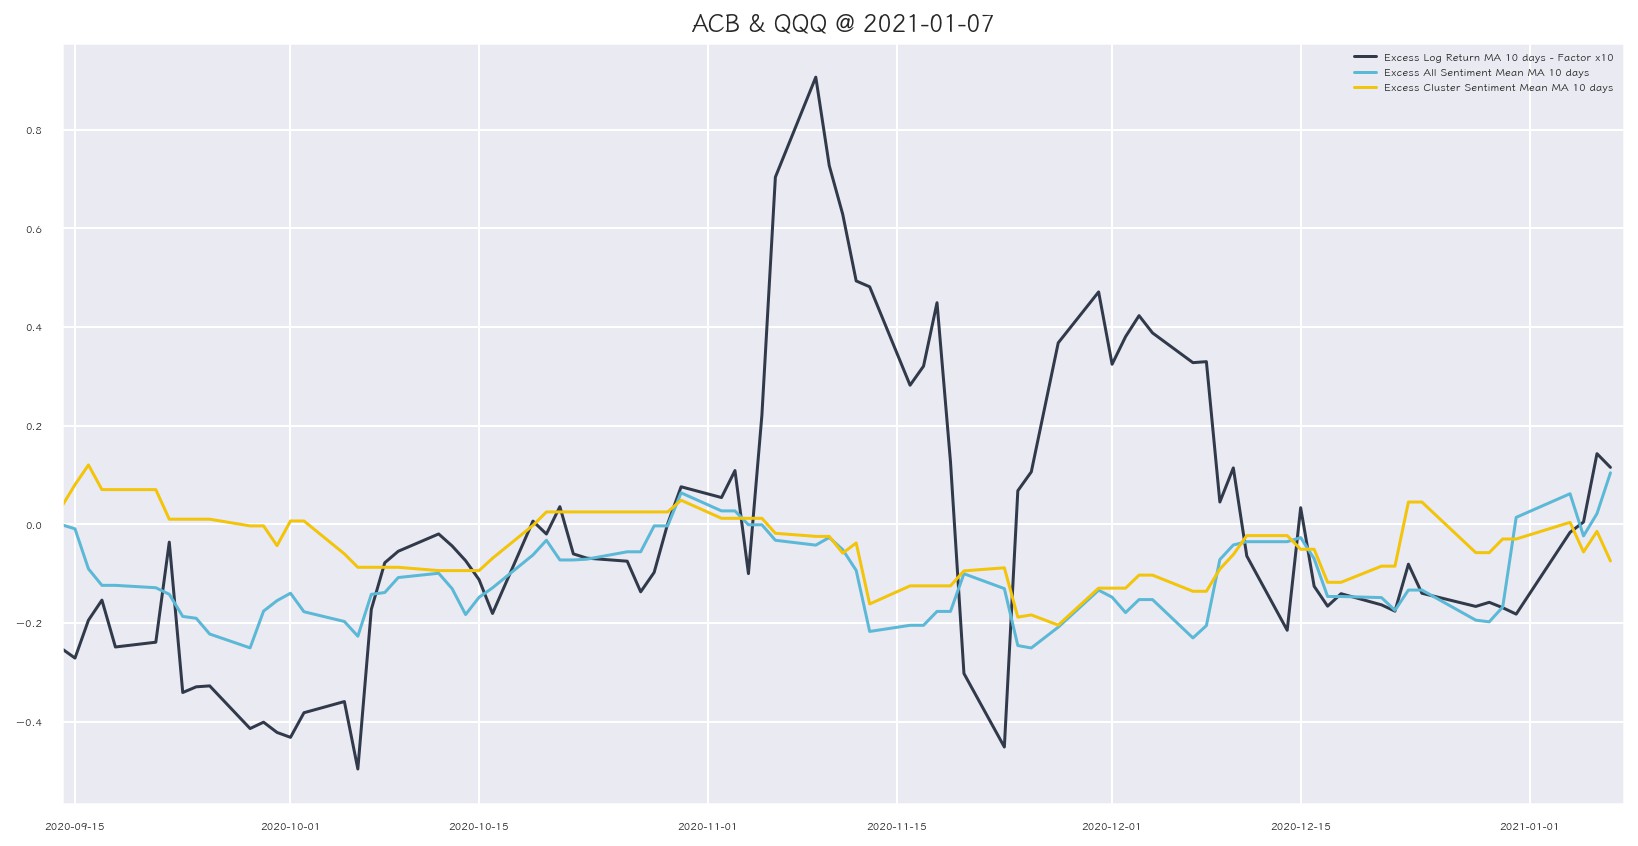 ACB & QQQ @ 2021-01-07
Excess Log Return MA 10 days - Factor x10
Excess All Sentiment Mean MA 10 days
Excess Cluster Sentiment Mean MA 10 days
0.8
0.6
0.4
0.2
0.0
−0.2
−0.4
2020-09-15 2020-10-01 2020-10-15 2020-11-01 2020-11-15 2020-12-01 2020-12-15 2021-01-01